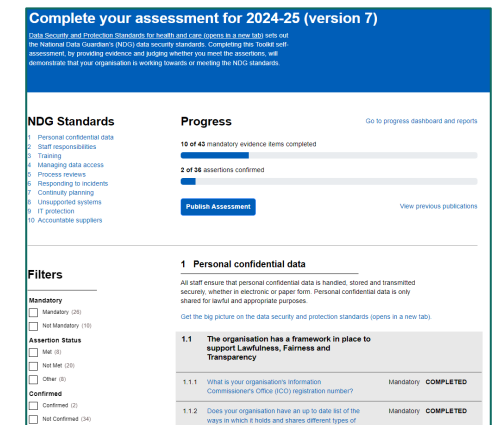 Complete your assessment for 2024-25 (version 7)
Data Security and Protection Standards for health and care (opens in a new tab) sets out
the National Data Guardian's (NDG) data security standards. Completing this Toolkit self-
assessment, by providing evidence and judging whether you meet the assertions, will
demonstrate that your organisation is working towards or meeting the NDG standards.
NDG Standards
1 Personal confidential data
2 Staff responsibilities
3 Training
4 Managing data access
5 Process reviews
6 Responding to incidents
7 Continuity planning
8 Unsupported systems
9 IT protection
10 Accountable suppliers
Progress
Go to progress dashboard and reports
10 of 43 mandatory evidence items completed
2 of 36 assertions confirmed
Publish Assessment
View previous publications
Filters
Mandatory
Mandatory (26)
Not Mandatory (10)
Assertion Status
Met (8)
Not Met (20)
Other (8)
Confirmed
Confirmed (2)
Not Confirmed (34)
1 Personal confidential data
All staff ensure that personal confidential data is handled, stored and transmitted
securely, whether in electronic or paper form. Personal confidential data is only
shared for lawful and appropriate purposes.
Get the big picture on the data security and protection standards (opens in a new tab)
1.1 The organisation has a framework in place to
support Lawfulness, Fairness and
Transparency
1.1.1 What is your organisation's Information Mandatory COMPLETED
Commissioner's Office (ICO) registration number?
1.1.2 Does your organisation have an up to date list of the Mandatory COMPLETED
ways in which it holds and shares different types of